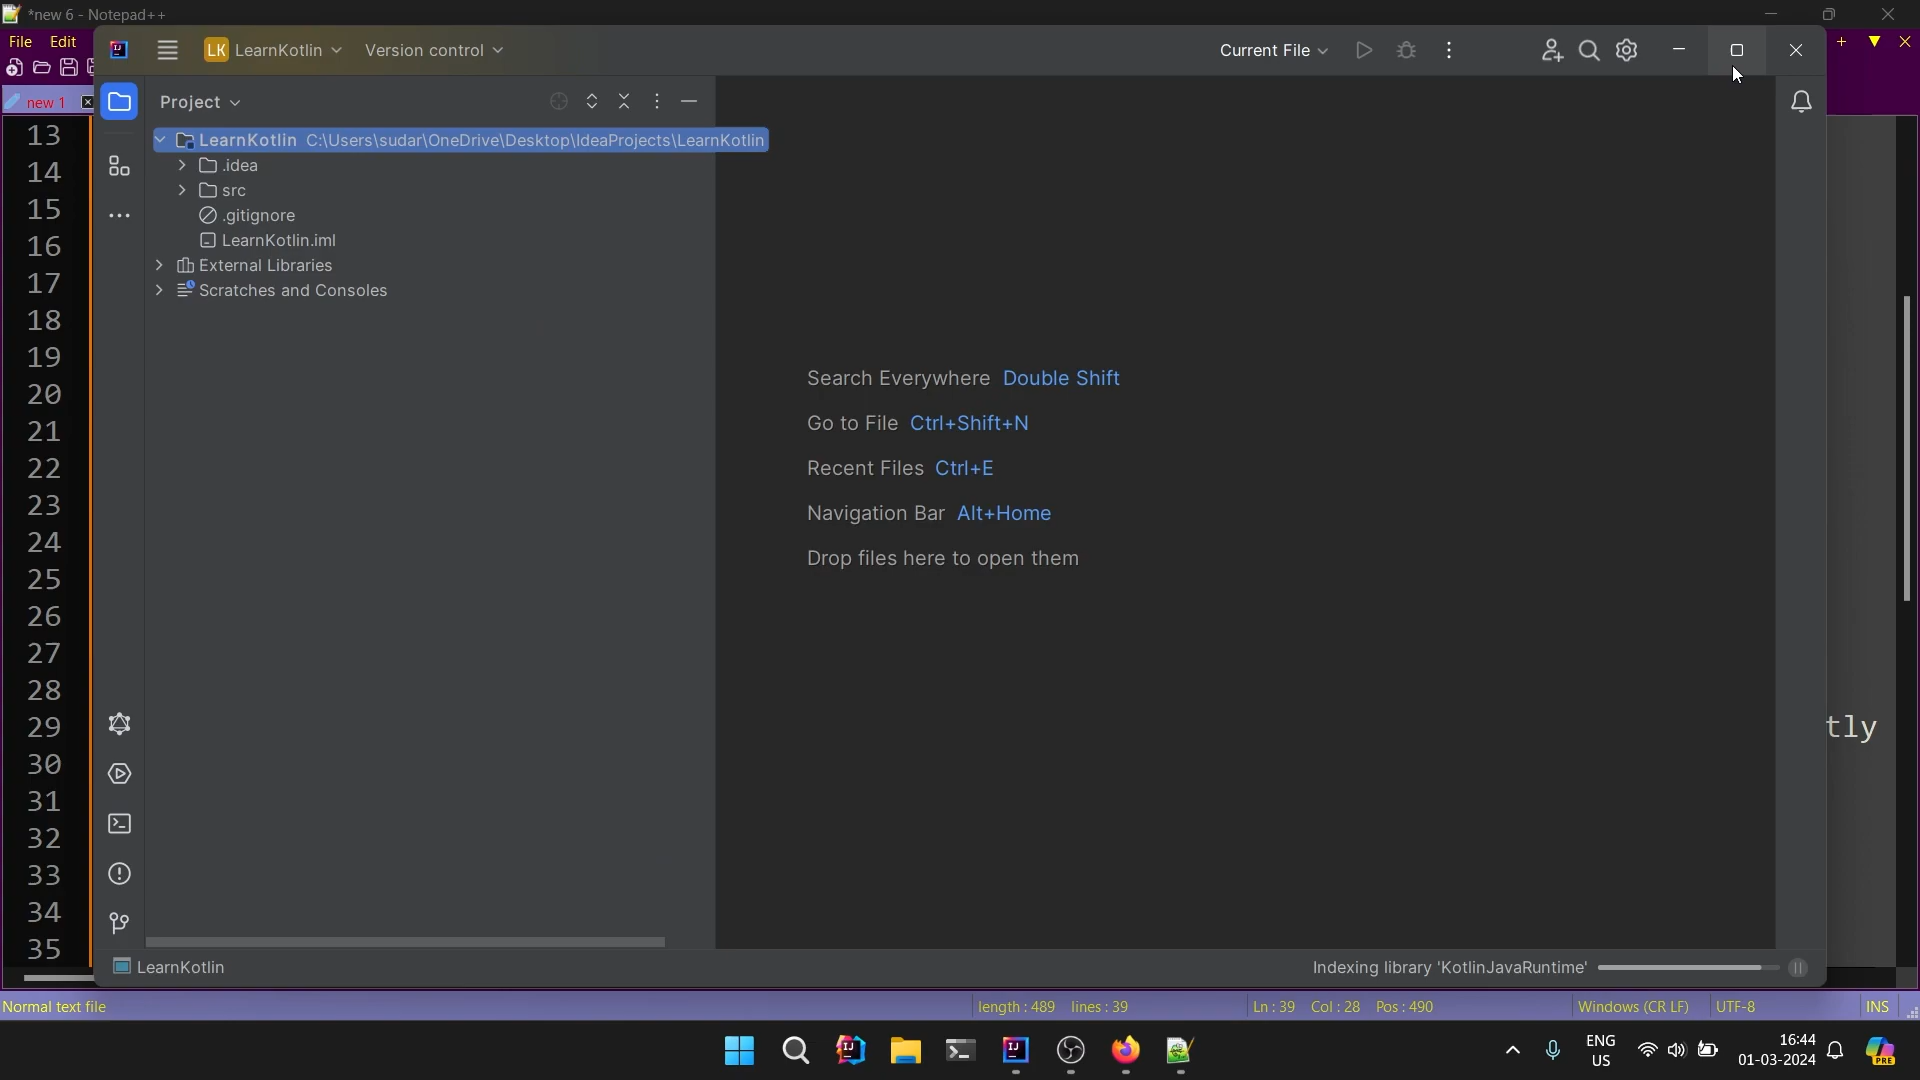 *new 6 - Notepad++
File Edit
LK LearnKotlin Version control Current File
new 1
Project
LearnKotlin C:\Users\sudar\OneDrive\Desktop\IdeaProjects\LearnKotlin
.idea
src
.gitignore
LearnKotlin.iml
External Libraries
Scratches and Consoles
13
14
15
16
17
18
19
20
21
22
23
24
25
26
27
28
29
30
31
32
33
34
35
Search Everywhere Double Shift
Go to File Ctrl+Shift+N
Recent Files Ctrl+E
Navigation Bar Alt+Home
Drop files here to open them
tly
LearnKotlin Indexing library 'KotlinJavaRuntime'
Normal text file length : 489 lines : 39 Ln : 39 Col : 28 Pos : 490 Windows (CR LF) UTF-8 INS
ENG
US
16:44
01-03-2024
PRE